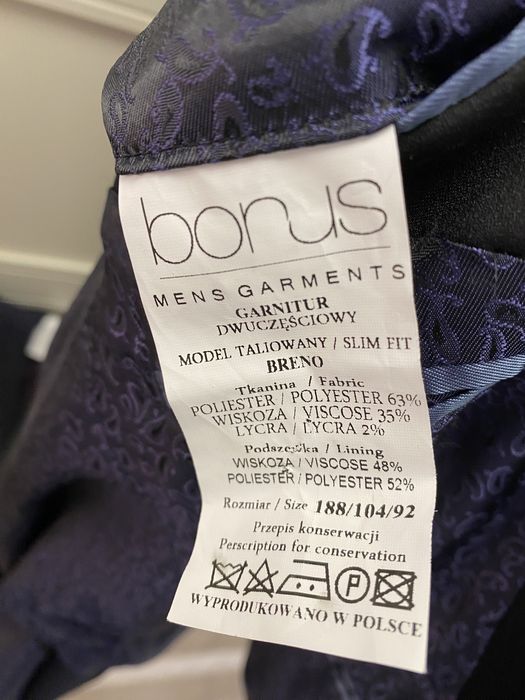 borus
MENS GARMENTS
GARNITUR
DWUCZĘŚCIOWY
MODEL TALIOWANY / SLIM FIT
BRENO
Tkanina / Fabric
POLIESTER / POLYESTER 63%
WISKOZA / VISCOSE 35%
LYCRA / LYCRA 2%
Podszewka / Lining
WISKOZA / VISCOSE 48%
POLIESTER / POLYESTER 52%
Rozmiar / Size 188/104/92
Przepis konserwacji
Perscription for conservation
P
WYPRODUKOWANO W POLSCE